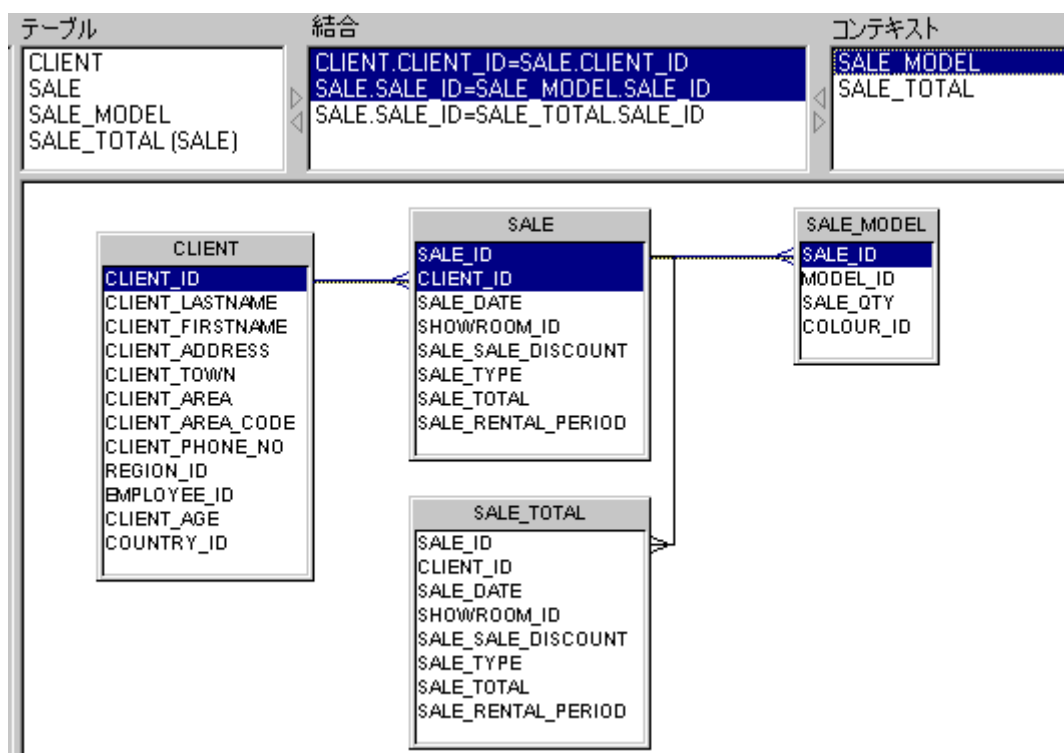 テーブル
CLIENT
SALE
SALE_MODEL
SALE_TOTAL (SALE)
結合
CLIENT.CLIENT_ID=SALE.CLIENT_ID
SALE.SALE_ID=SALE_MODEL.SALE_ID
SALE.SALE_ID=SALE_TOTAL.SALE_ID
コンテキスト
SALE_MODEL
SALE_TOTAL
CLIENT
CLIENT_ID
CLIENT_LASTNAME
CLIENT_FIRSTNAME
CLIENT_ADDRESS
CLIENT_TOWN
CLIENT_AREA
CLIENT_AREA_CODE
CLIENT_PHONE_NO
REGION_ID
EMPLOYEE_ID
CLIENT_AGE
COUNTRY_ID
SALE
SALE_ID
CLIENT_ID
SALE_DATE
SHOWROOM_ID
SALE_SALE_DISCOUNT
SALE_TYPE
SALE_TOTAL
SALE_RENTAL_PERIOD
SALE_MODEL
SALE_ID
MODEL_ID
SALE_QTY
COLOUR_ID
SALE_TOTAL
SALE_ID
CLIENT_ID
SALE_DATE
SHOWROOM_ID
SALE_SALE_DISCOUNT
SALE_TYPE
SALE_TOTAL
SALE_RENTAL_PERIOD